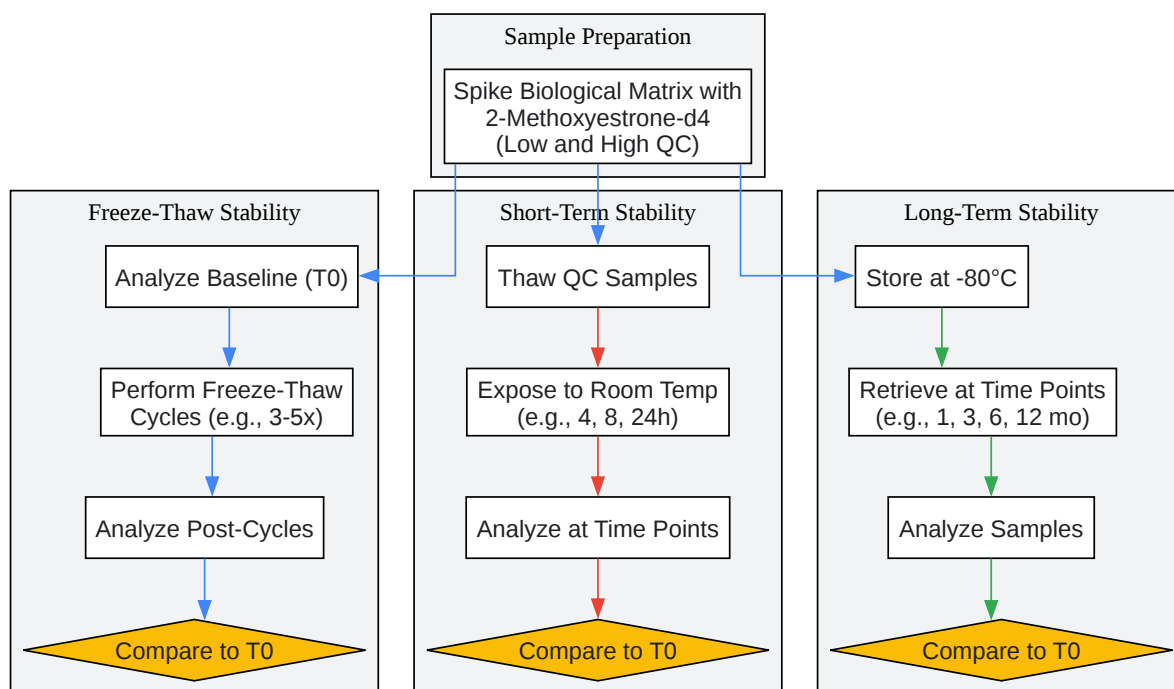 Sample Preparation
Spike Biological Matrix with
2-Methoxyestrone-d4
(Low and High QC)
Freeze-Thaw Stability
Analyze Baseline (T0)
Perform Freeze-Thaw
Cycles (e.g., 3-5x)
Analyze Post-Cycles
Compare to T0
Short-Term Stability
Thaw QC Samples
Expose to Room Temp
(e.g., 4, 8, 24h)
Analyze at Time Points
Compare to T0
Long-Term Stability
Store at -80°C
Retrieve at Time Points
(e.g., 1, 3, 6, 12 mo)
Analyze Samples
Compare to T0